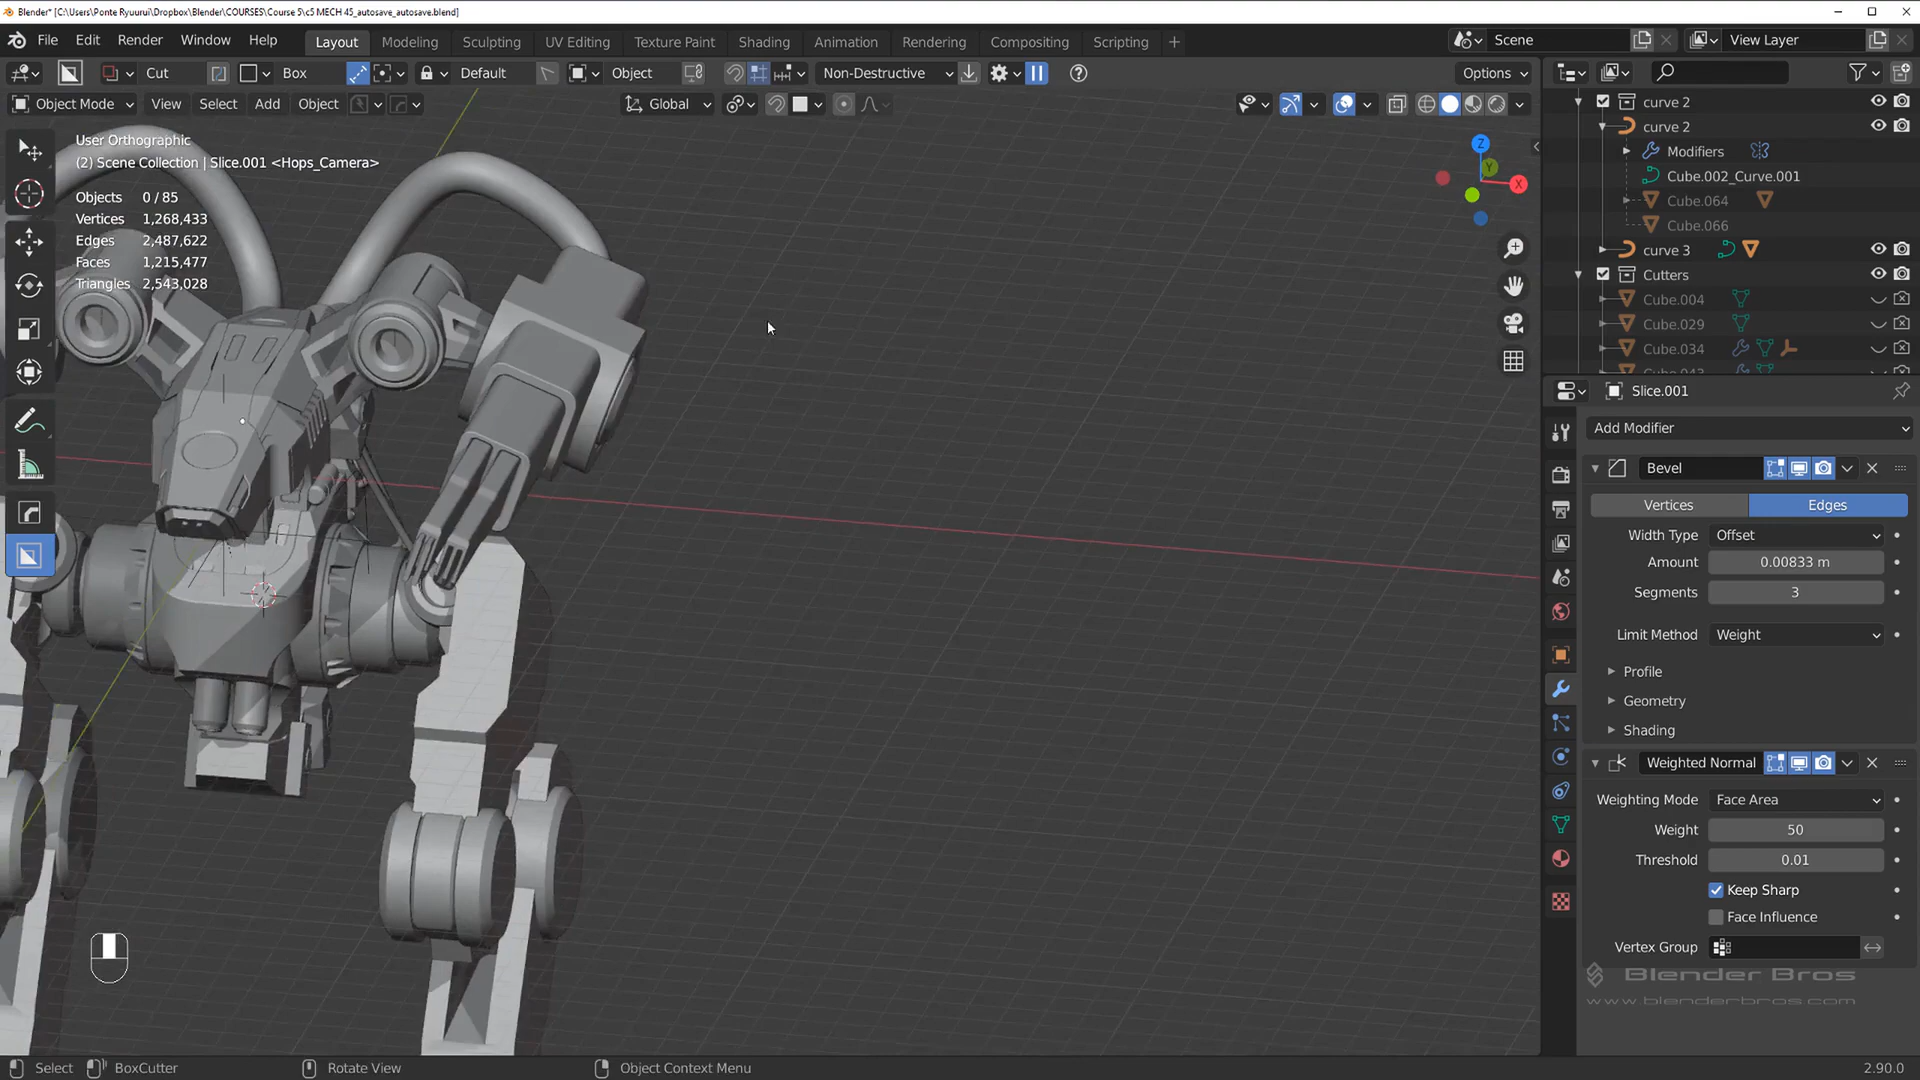 Blender* [C:\Users\Ponte Ryuurui\Dropbox\Blender\COURSES\Course 5\c5 MECH 45_autosave_autosave.blend]
File Edit Render Window Help Layout Modeling Sculpting UV Editing Texture Paint Shading Animation Rendering Compositing Scripting + Scene View Layer
Cut Box Default Object Non-Destructive Options
Object Mode View Select Add Object Global
User Orthographic
(2) Scene Collection | Slice.001 <Hops_Camera>
Objects 0 / 85
Vertices 1,268,433
Edges 2,487,622
Faces 1,215,477
Triangles 2,543,028
Z
Y
X
curve 2
curve 2
Modifiers
Cube.002_Curve.001
Cube.064
Cube.066
curve 3
Cutters
Cube.004
Cube.029
Cube.034
Slice.001
Add Modifier
Bevel
Vertices Edges
Width Type Offset
Amount 0.00833 m
Segments 3
Limit Method Weight
Profile
Geometry
Shading
Weighted Normal
Weighting Mode Face Area
Weight 50
Threshold 0.01
Keep Sharp
Face Influence
Vertex Group
Blender Bros
www.blenderbros.com
Select BoxCutter Rotate View Object Context Menu 2.90.0